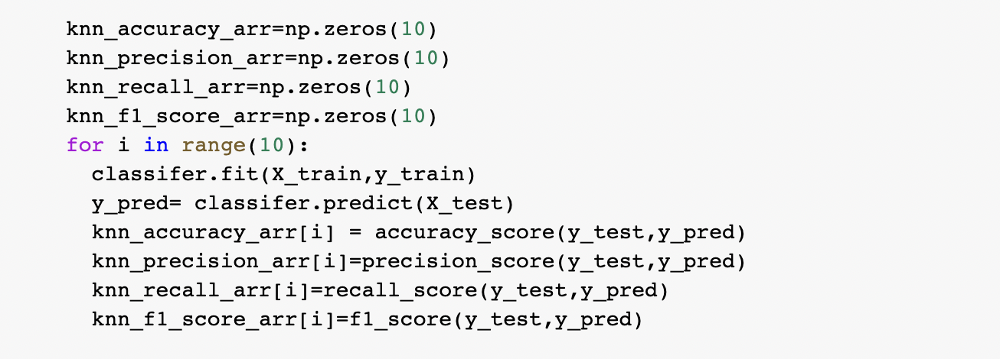 knn_accuracy_arr=np.zeros(10)
knn_precision_arr=np.zeros(10)
knn_recall_arr=np.zeros(10)
knn_f1_score_arr=np.zeros(10)
for i in range(10):
  classifer.fit(X_train,y_train)
  y_pred= classifer.predict(X_test)
  knn_accuracy_arr[i] = accuracy_score(y_test,y_pred)
  knn_precision_arr[i]=precision_score(y_test,y_pred)
  knn_recall_arr[i]=recall_score(y_test,y_pred)
  knn_f1_score_arr[i]=f1_score(y_test,y_pred)